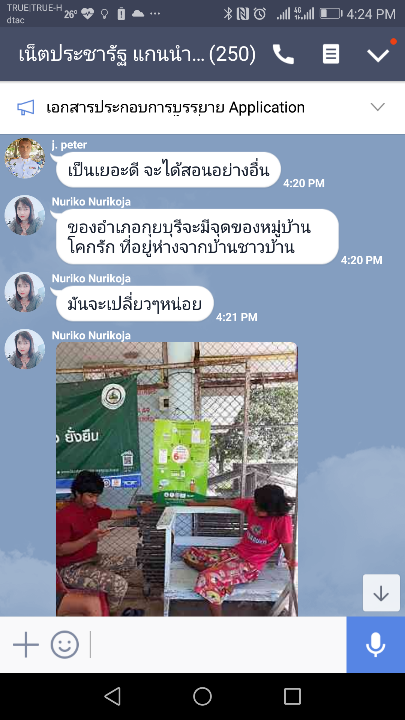 TRUE|TRUE-H
dtac
26°
4G
4:24 PM
เน็ตประชารัฐ แกนนำ... (250)
เอกสารประกอบการบรรยาย Application
j. peter
เป็นเยอะดี จะได้สอนอย่างอื่น
4:20 PM
Nuriko Nurikoja
ของอำเภอกุยบุรีจะมีจุดของหมู่บ้าน
โคกรัก ที่อยู่ห่างจากบ้านชาวบ้าน
4:20 PM
Nuriko Nurikoja
มันจะเปลี่ยวๆหน่อย
4:21 PM
Nuriko Nurikoja
ยั่งยืน
6